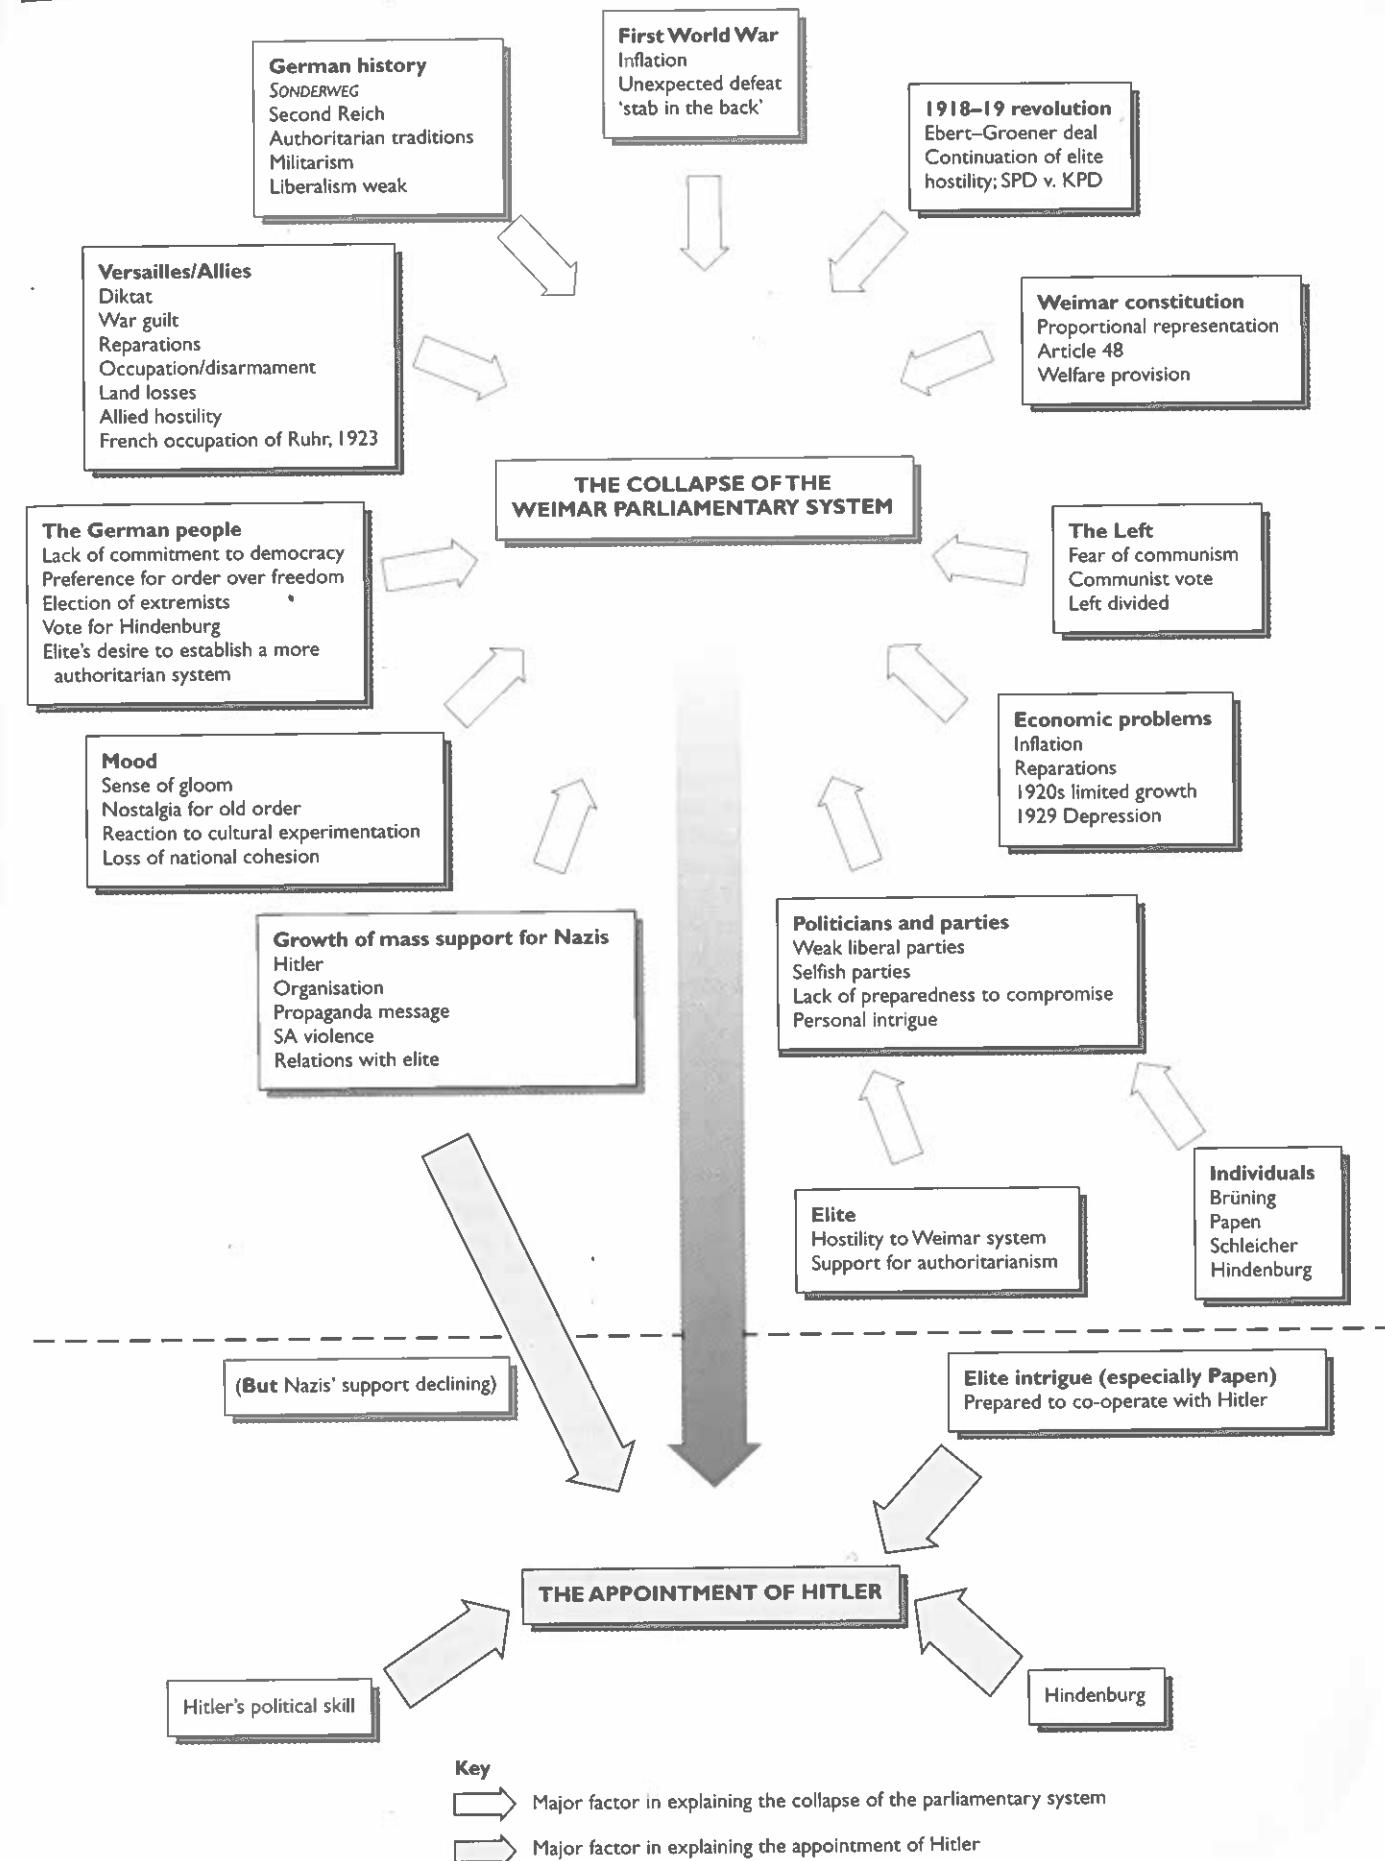 First World War
Inflation
Unexpected defeat
'stab in the back'
German history
SONDERWEG
Second Reich
Authoritarian traditions
Militarism
Liberalism weak
1918–19 revolution
Ebert–Groener deal
Continuation of elite
hostility; SPD v. KPD
Versailles/Allies
Diktat
War guilt
Reparations
Occupation/disarmament
Land losses
Allied hostility
French occupation of Ruhr, 1923
Weimar constitution
Proportional representation
Article 48
Welfare provision
THE COLLAPSE OF THE
WEIMAR PARLIAMENTARY SYSTEM
The German people
Lack of commitment to democracy
Preference for order over freedom
Election of extremists
Vote for Hindenburg
Elite's desire to establish a more
authoritarian system
The Left
Fear of communism
Communist vote
Left divided
Mood
Sense of gloom
Nostalgia for old order
Reaction to cultural experimentation
Loss of national cohesion
Economic problems
Inflation
Reparations
1920s limited growth
1929 Depression
Growth of mass support for Nazis
Hitler
Organisation
Propaganda message
SA violence
Relations with elite
Politicians and parties
Weak liberal parties
Selfish parties
Lack of preparedness to compromise
Personal intrigue
Elite
Hostility to Weimar system
Support for authoritarianism
Individuals
Brüning
Papen
Schleicher
Hindenburg
(But Nazis' support declining)
Elite intrigue (especially Papen)
Prepared to co-operate with Hitler
THE APPOINTMENT OF HITLER
Hitler's political skill
Hindenburg
Key
Major factor in explaining the collapse of the parliamentary system
Major factor in explaining the appointment of Hitler